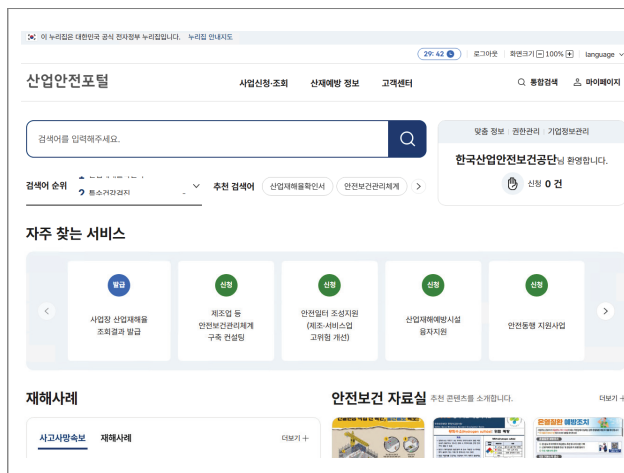 이 누리집은 대한민국 공식 전자정부 누리집입니다. 누리집 안내지도
29: 42 로그아웃 화면크기 100% language
산업안전포털 사업신청·조회 산재예방 정보 고객센터 통합검색 마이페이지
검색어를 입력해주세요.
맞춤 정보 권한관리 기업정보관리
한국산업안전보건공단님 환영합니다.
신청 0 건
검색어 순위 추천 검색어 산업재해율확인서 안전보건관리체계
자주 찾는 서비스
발급
사업장 산업재해율
조회결과 발급
신청
제조업 등
안전보건관리체계
구축 컨설팅
신청
안전일터 조성지원
(제조·서비스업
고위험 개선)
신청
산업재해예방시설
융자지원
신청
안전동행 지원사업
재해사례
사고사망속보 재해사례 더보기 +
안전보건 자료실 추천 콘텐츠를 소개합니다. 더보기 +
온열질환 예방조치